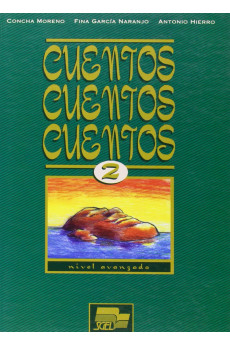 CONCHA MORENO FINA GARCÍA NARANJO ANTONIO HIERRO
CUENTOS
CUENTOS
CUENTOS
2
nivel avanzado
SGEL